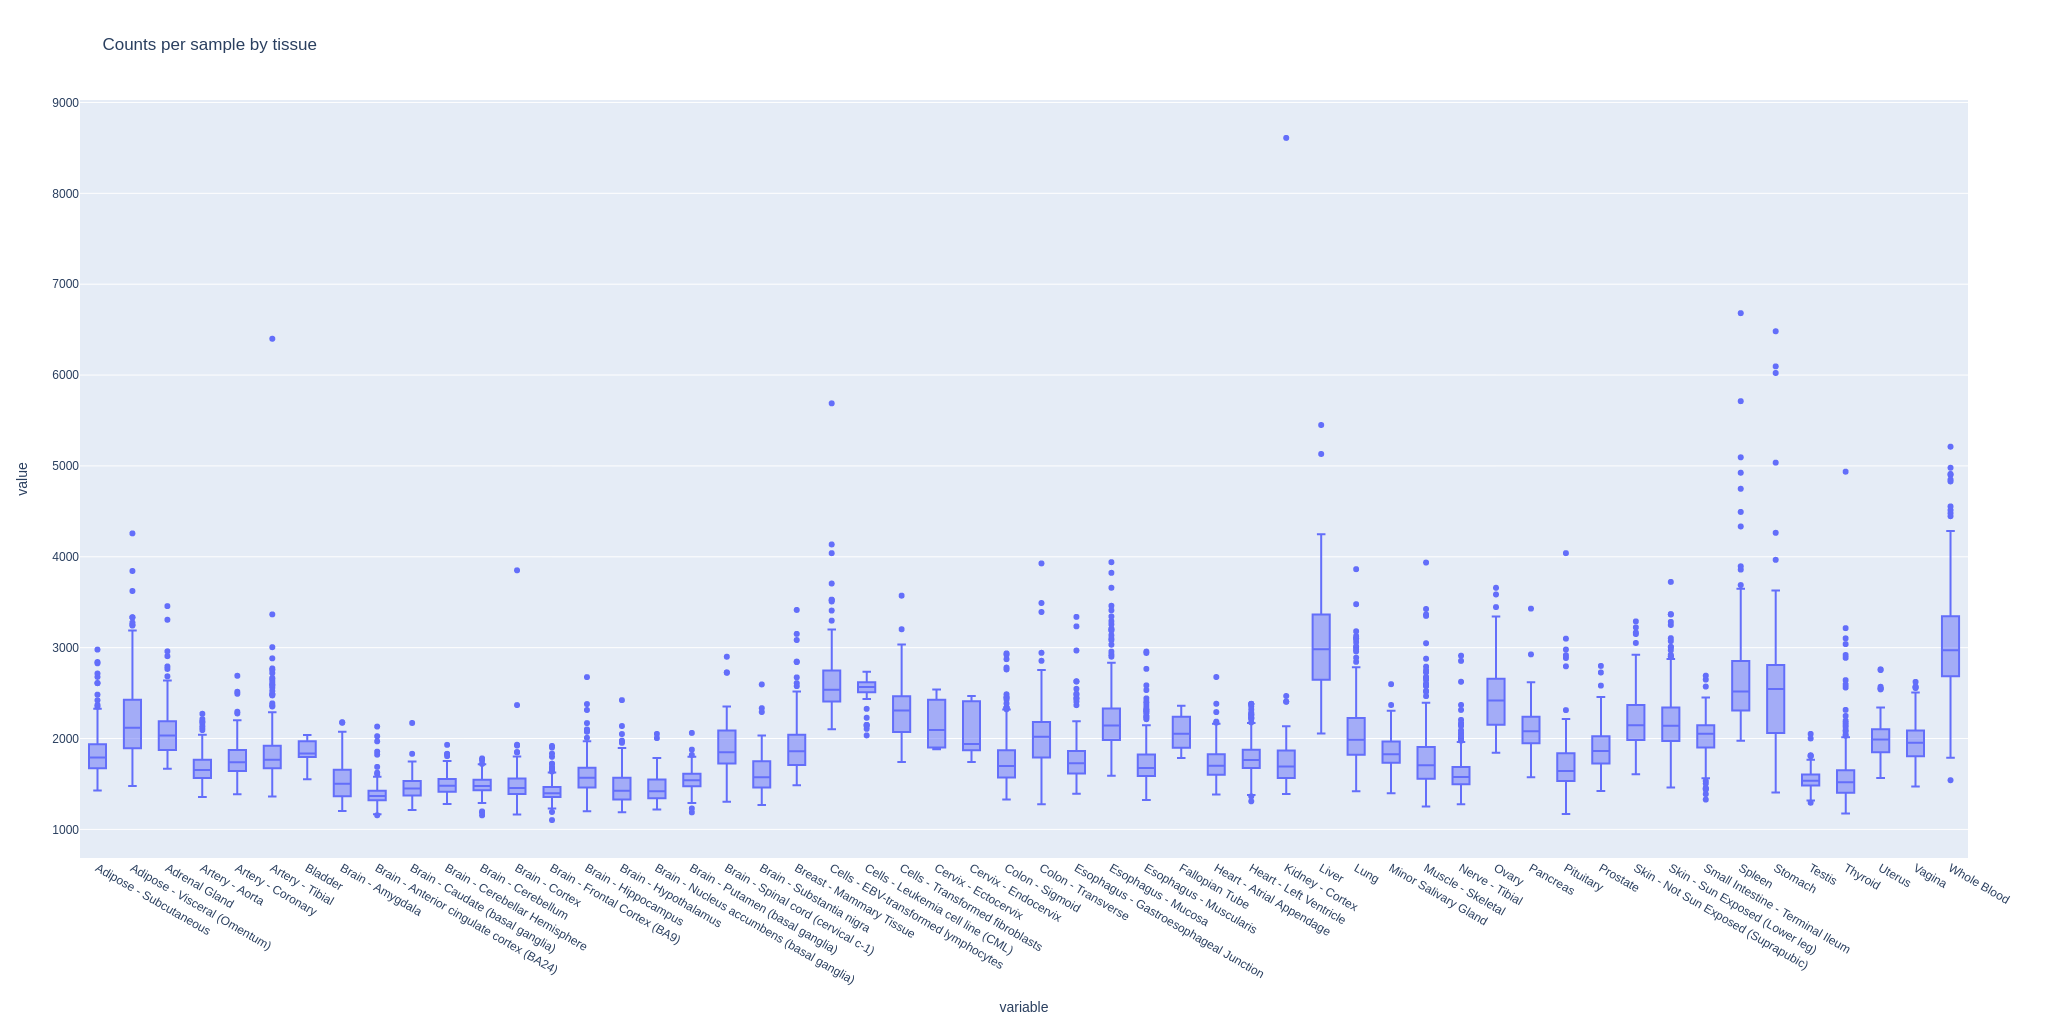 Counts per sample by tissue
9000
8000
7000
6000
5000
4000
3000
2000
1000
value
Adipose - Subcutaneous
Adipose - Visceral (Omentum)
Adrenal Gland
Artery - Aorta
Artery - Coronary
Artery - Tibial
Bladder
Brain - Amygdala
Brain - Anterior cingulate cortex (BA24)
Brain - Caudate (basal ganglia)
Brain - Cerebellar Hemisphere
Brain - Cerebellum
Brain - Cortex
Brain - Frontal Cortex (BA9)
Brain - Hippocampus
Brain - Hypothalamus
Brain - Nucleus accumbens (basal ganglia)
Brain - Putamen (basal ganglia)
Brain - Spinal cord (cervical c-1)
Brain - Substantia nigra
Breast - Mammary Tissue
Cells - EBV-transformed lymphocytes
Cells - Leukemia cell line (CML)
Cells - Transformed fibroblasts
Cervix - Ectocervix
Cervix - Endocervix
Colon - Sigmoid
Colon - Transverse
Esophagus - Gastroesophageal Junction
Esophagus - Mucosa
Esophagus - Muscularis
Fallopian Tube
Heart - Atrial Appendage
Heart - Left Ventricle
Kidney - Cortex
Liver
Lung
Minor Salivary Gland
Muscle - Skeletal
Nerve - Tibial
Ovary
Pancreas
Pituitary
Prostate
Skin - Not Sun Exposed (Suprapubic)
Skin - Sun Exposed (Lower leg)
Small Intestine - Terminal Ileum
Spleen
Stomach
Testis
Thyroid
Uterus
Vagina
Whole Blood
variable